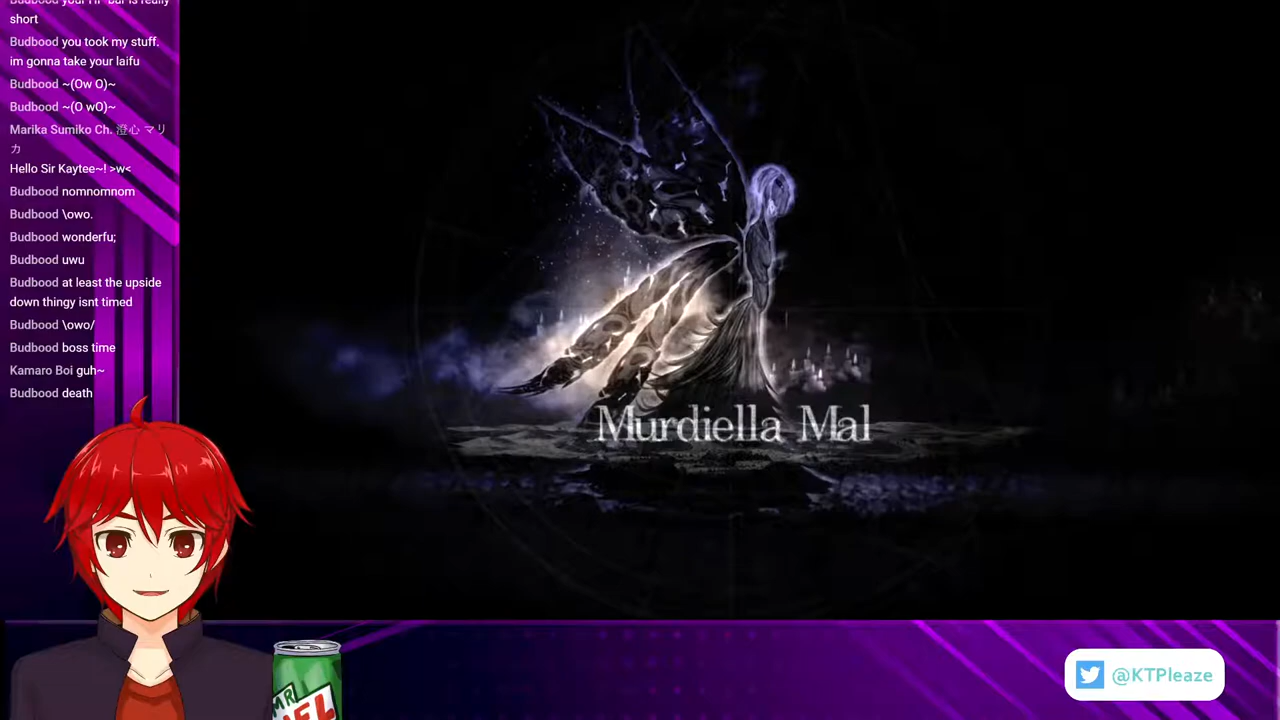 short
Budbood you took my stuff.
im gonna take your laifu
Budbood ~(Ow O)~
Budbood ~(O wO)~
Marika Sumiko Ch. 澄心 マリ
カ
Hello Sir Kaytee~! >w<
Budbood nomnomnom
Budbood \owo.
Budbood wonderfu;
Budbood uwu
Budbood at least the upside
down thingy isnt timed
Budbood \owo/
Budbood boss time
Kamaro Boi guh~
Budbood death
Murdiella Mal
MR
@KTPleaze